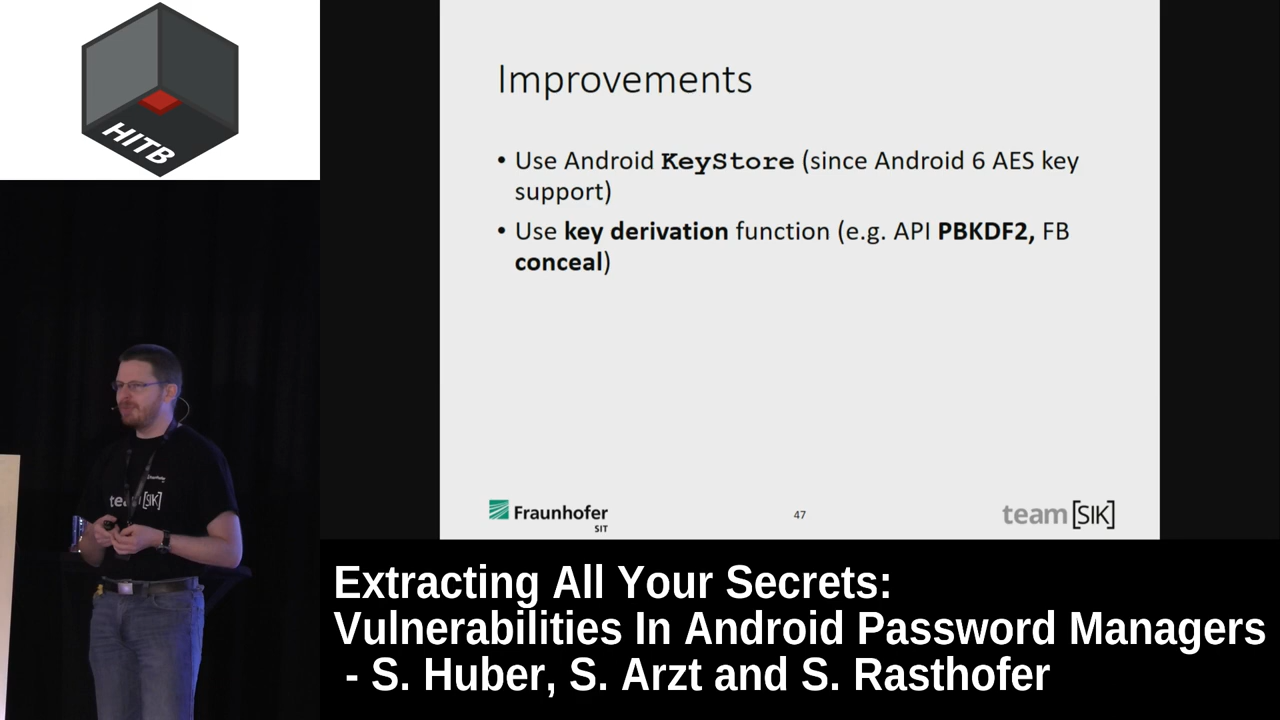 HITB
Improvements
• Use Android KeyStore (since Android 6 AES key
support)
• Use key derivation function (e.g. API PBKDF2, FB
conceal)
Fraunhofer
SIT
47
team [SIK]
team [SIK]
Extracting All Your Secrets:
Vulnerabilities In Android Password Managers
- S. Huber, S. Arzt and S. Rasthofer